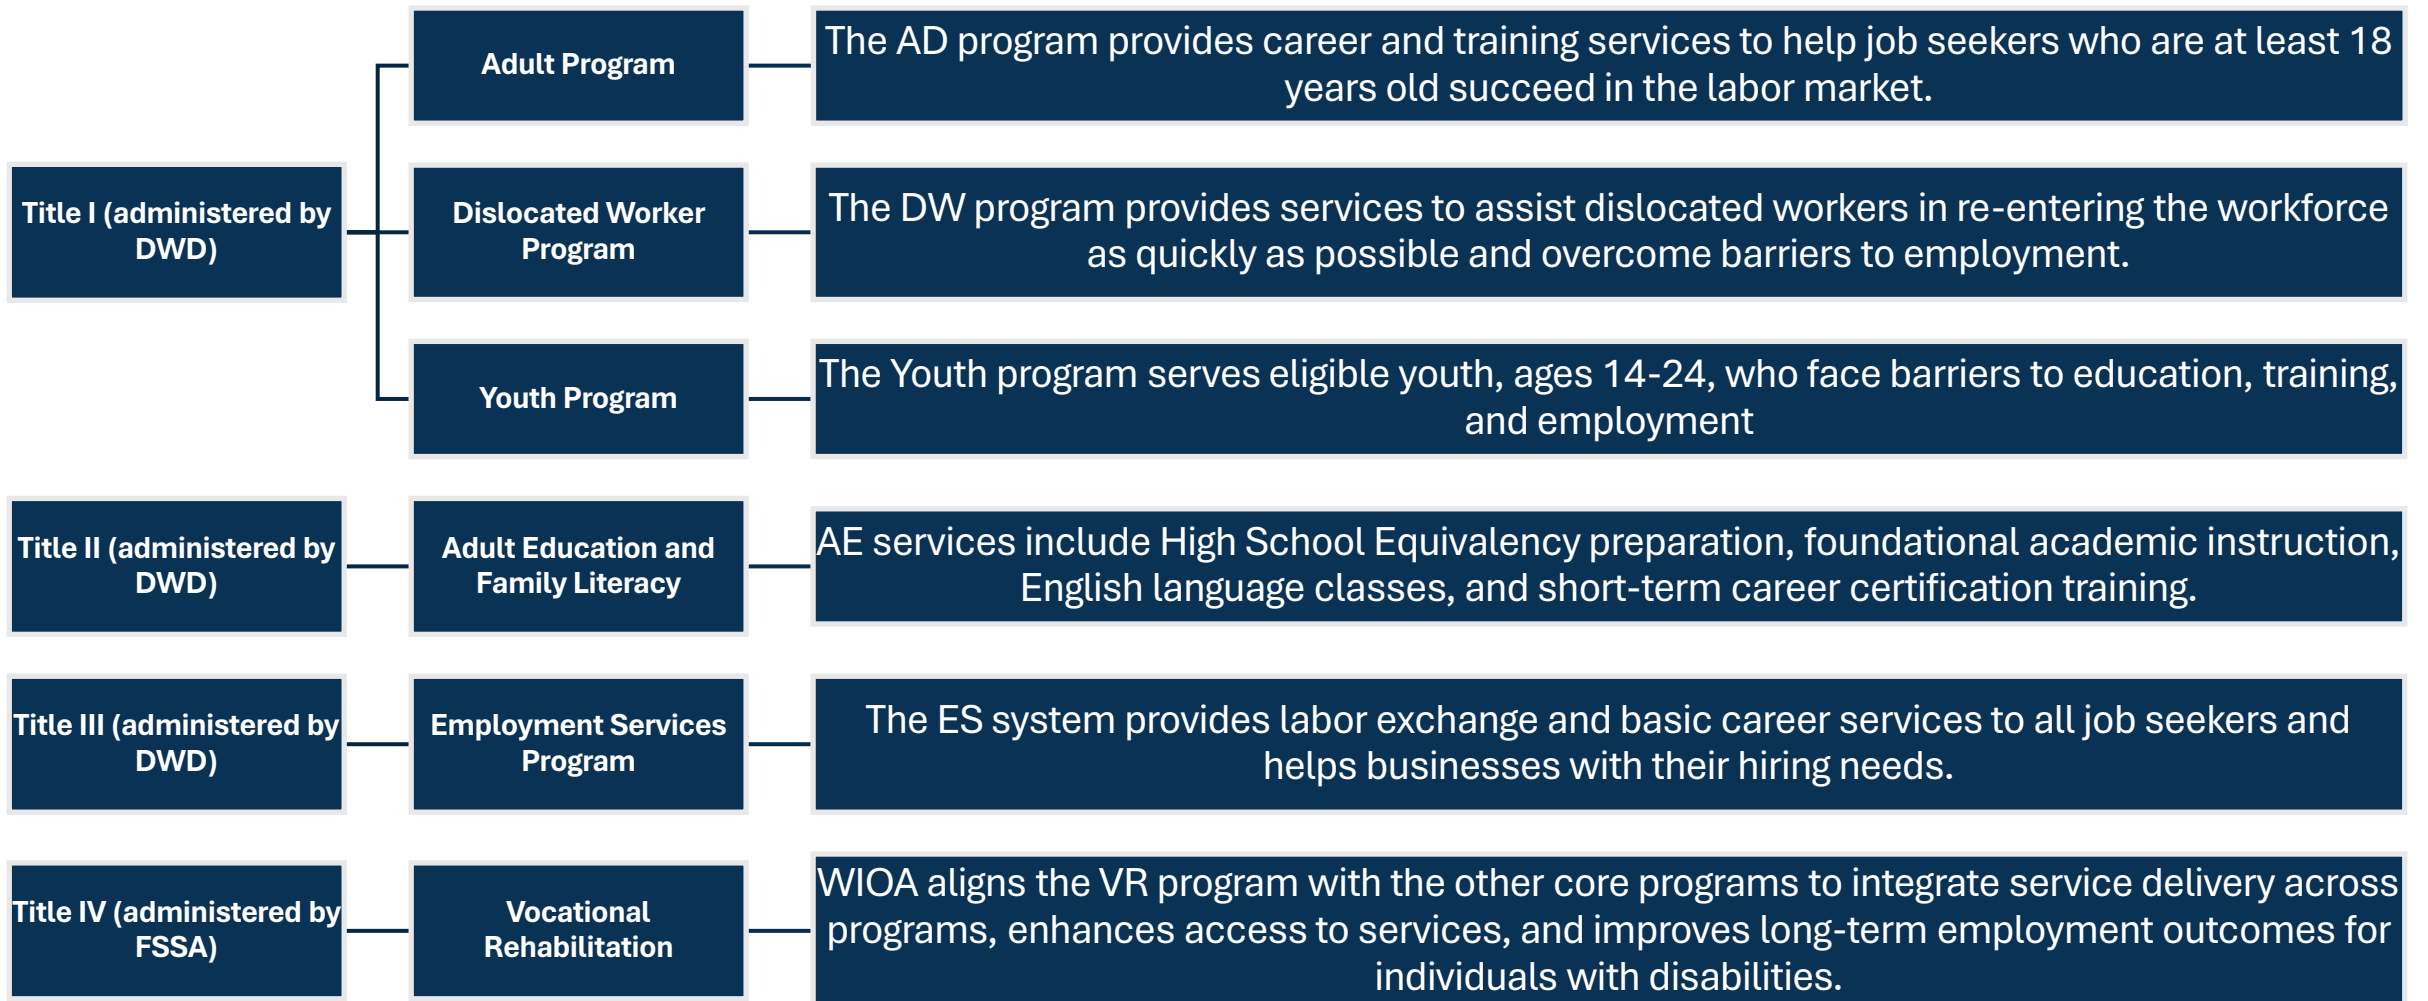 Adult Program
The AD program provides career and training services to help job seekers who are at least 18
years old succeed in the labor market.
Title I (administered by
DWD)
Dislocated Worker
Program
The DW program provides services to assist dislocated workers in re-entering the workforce
as quickly as possible and overcome barriers to employment.
Youth Program
The Youth program serves eligible youth, ages 14-24, who face barriers to education, training,
and employment
Title II (administered by
DWD)
Adult Education and
Family Literacy
AE services include High School Equivalency preparation, foundational academic instruction,
English language classes, and short-term career certification training.
Title III (administered by
DWD)
Employment Services
Program
The ES system provides labor exchange and basic career services to all job seekers and
helps businesses with their hiring needs.
Title IV (administered by
FSSA)
Vocational
Rehabilitation
WIOA aligns the VR program with the other core programs to integrate service delivery across
programs, enhances access to services, and improves long-term employment outcomes for
individuals with disabilities.